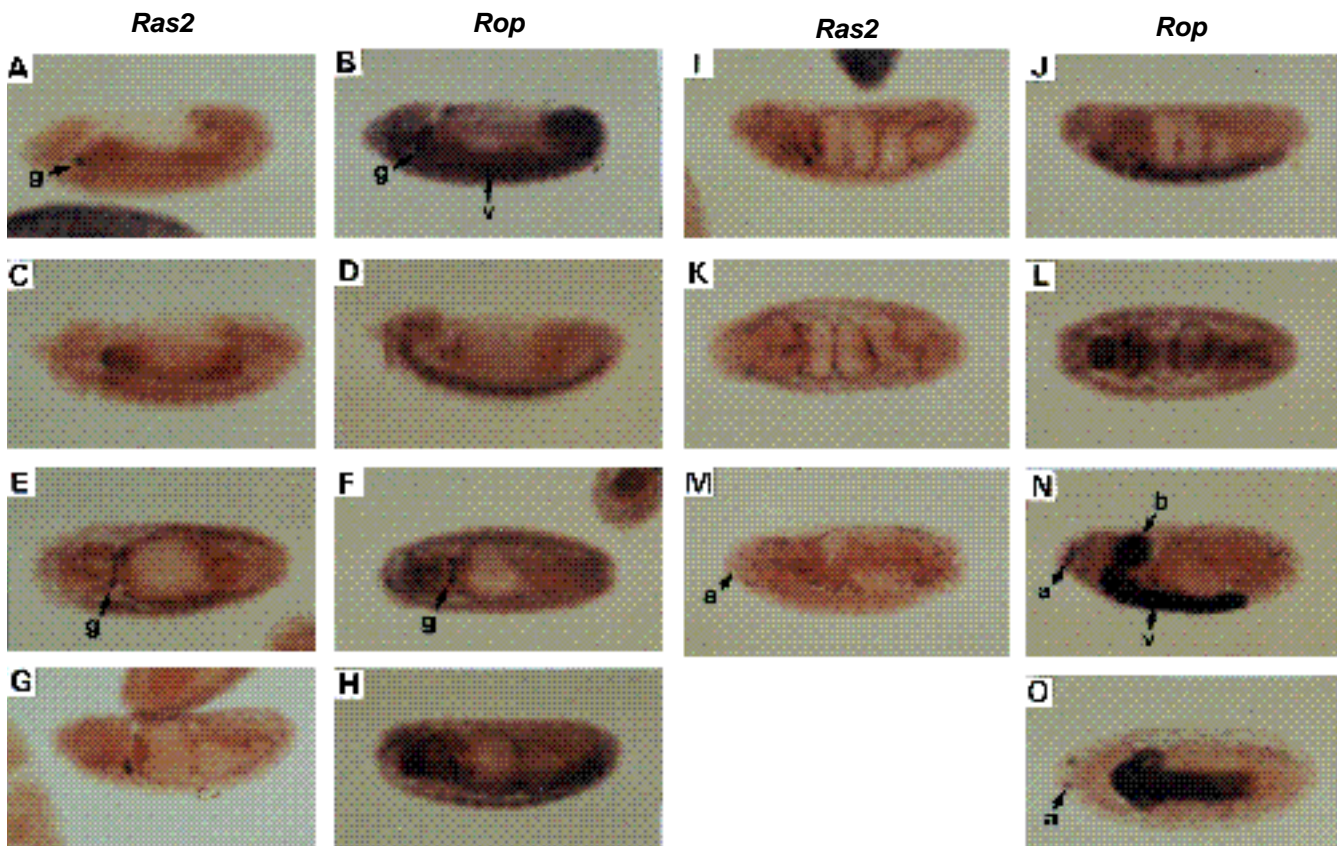 Ras2 Rop Ras2 Rop
A B I J
g g v
C D K L
E F M N
g g a a b v
G H O
a